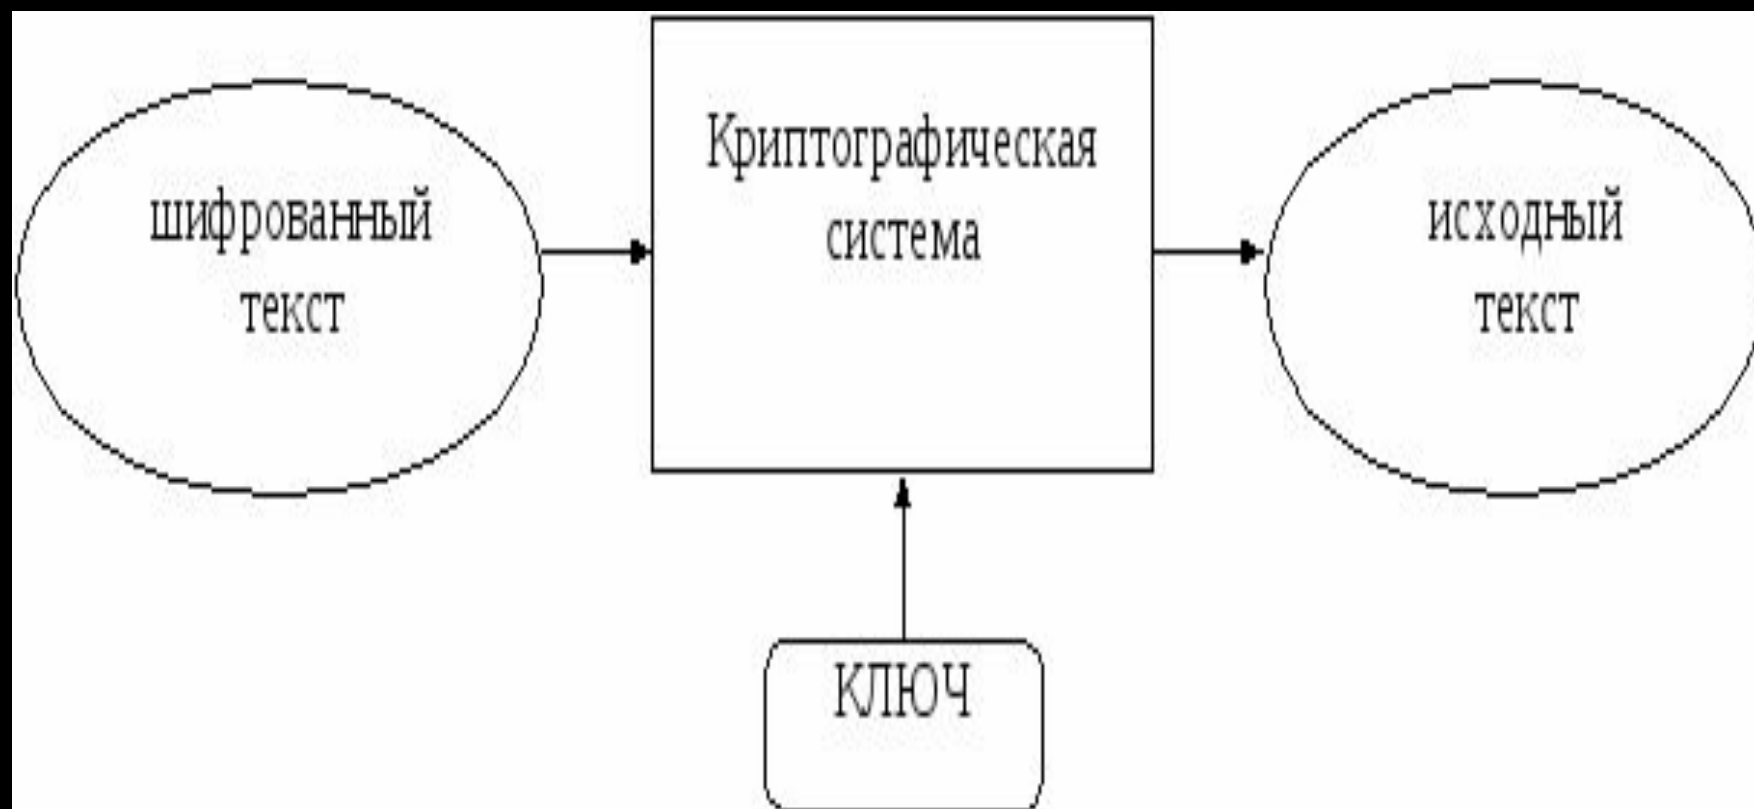 шифрованный
текст
Криптографическая
система
исходный
текст
КЛЮЧ